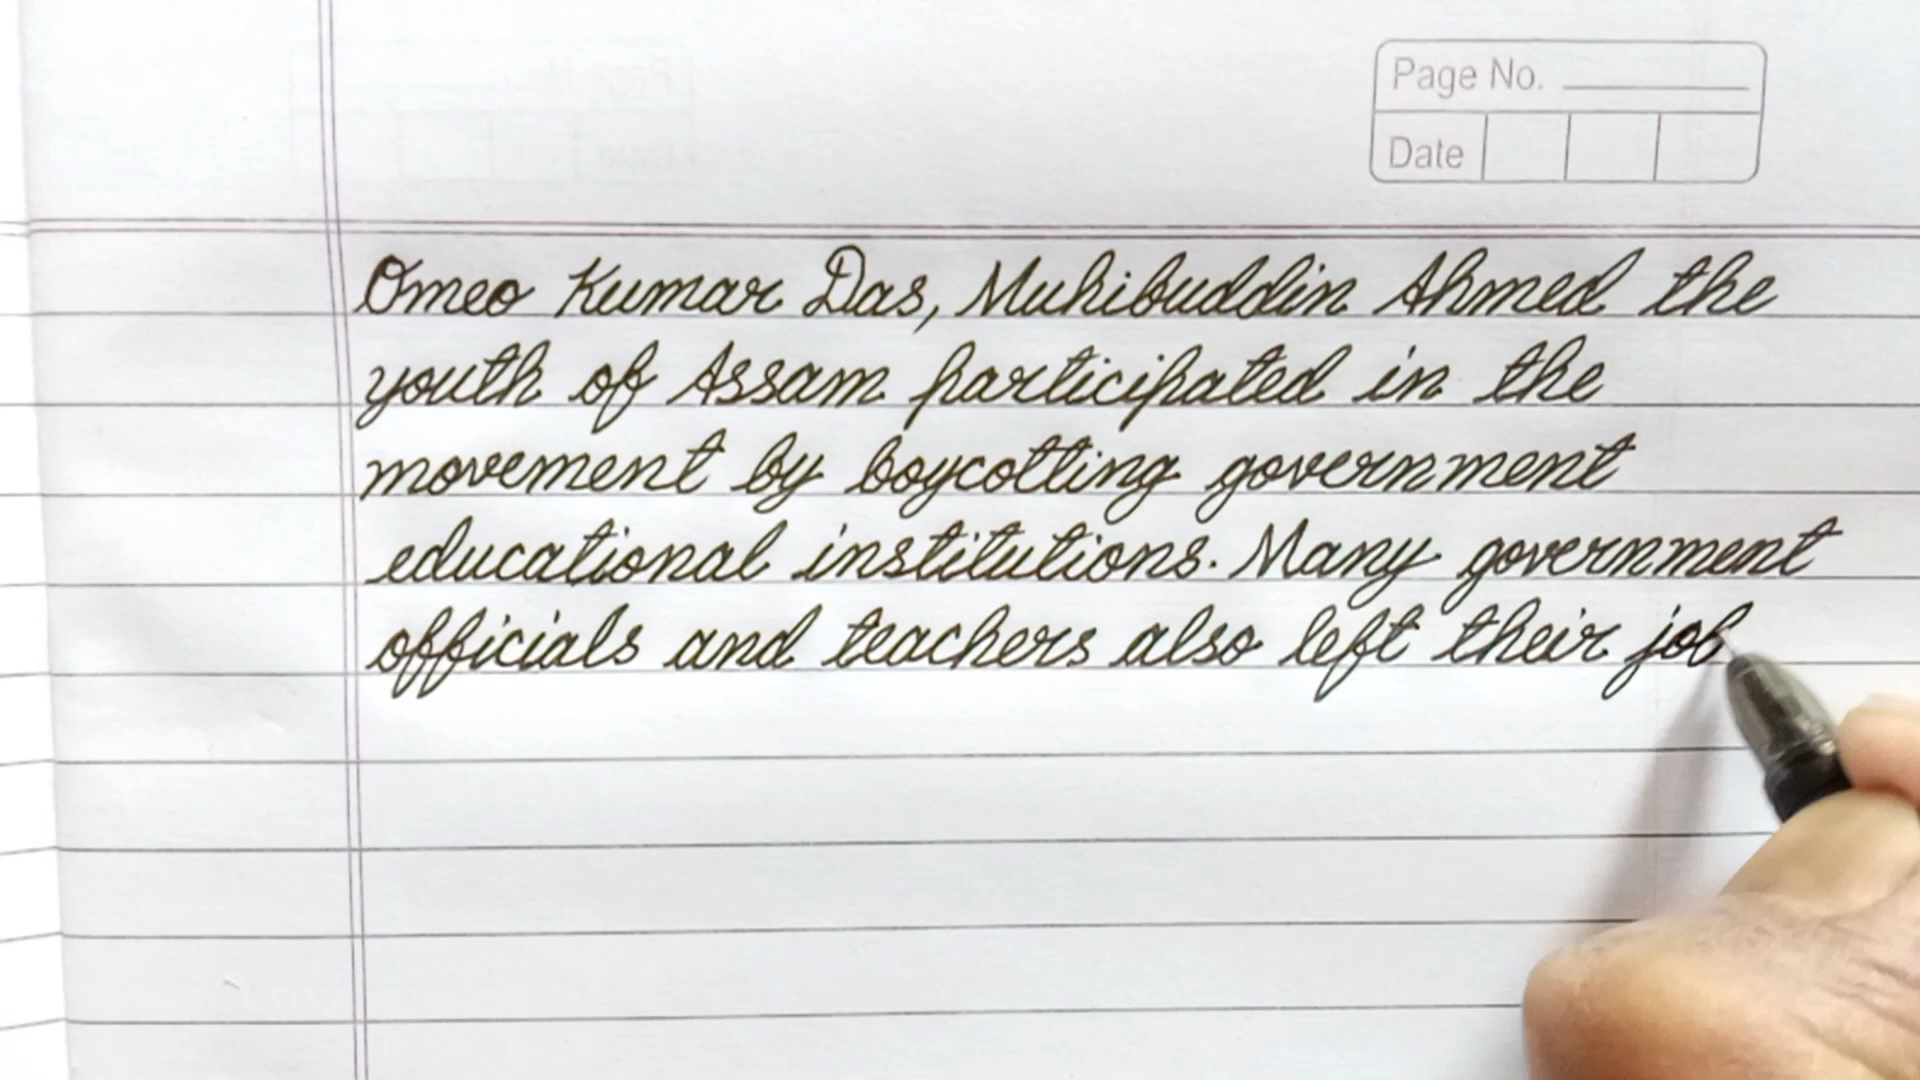 Page No.
Date
Omeo Kumar Das, Muhibuddin Ahmed the
youth of Assam participated in the
movement by boycotting government
educational institutions. Many government
officials and teachers also left their job